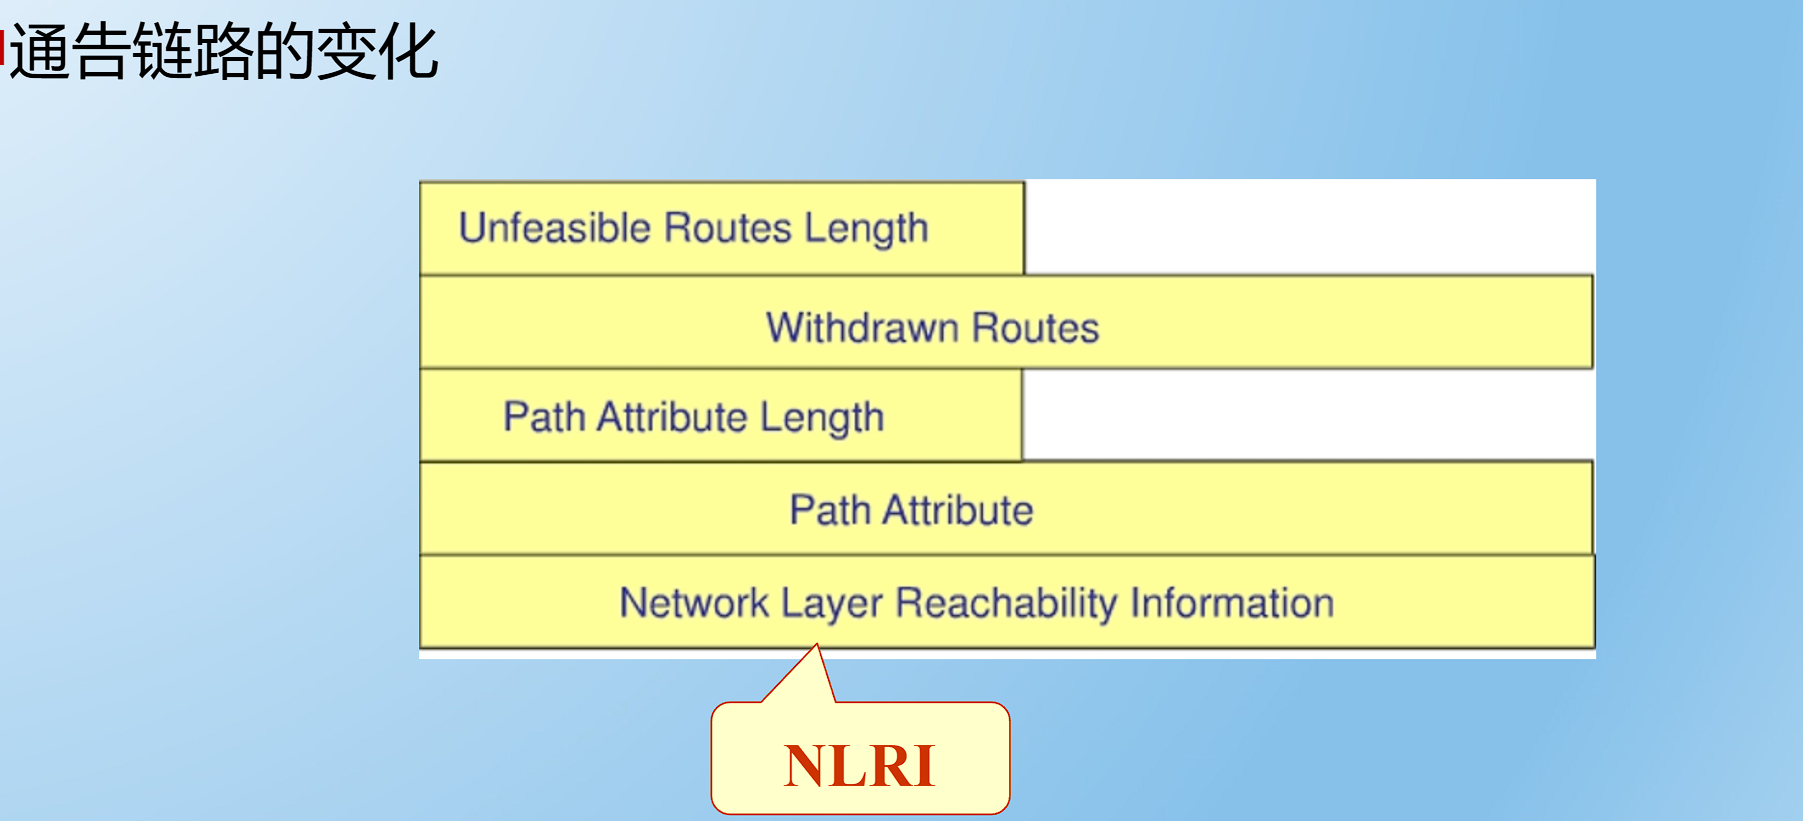 通告链路的变化
Unfeasible Routes Length
Withdrawn Routes
Path Attribute Length
Path Attribute
Network Layer Reachability Information
NLRI